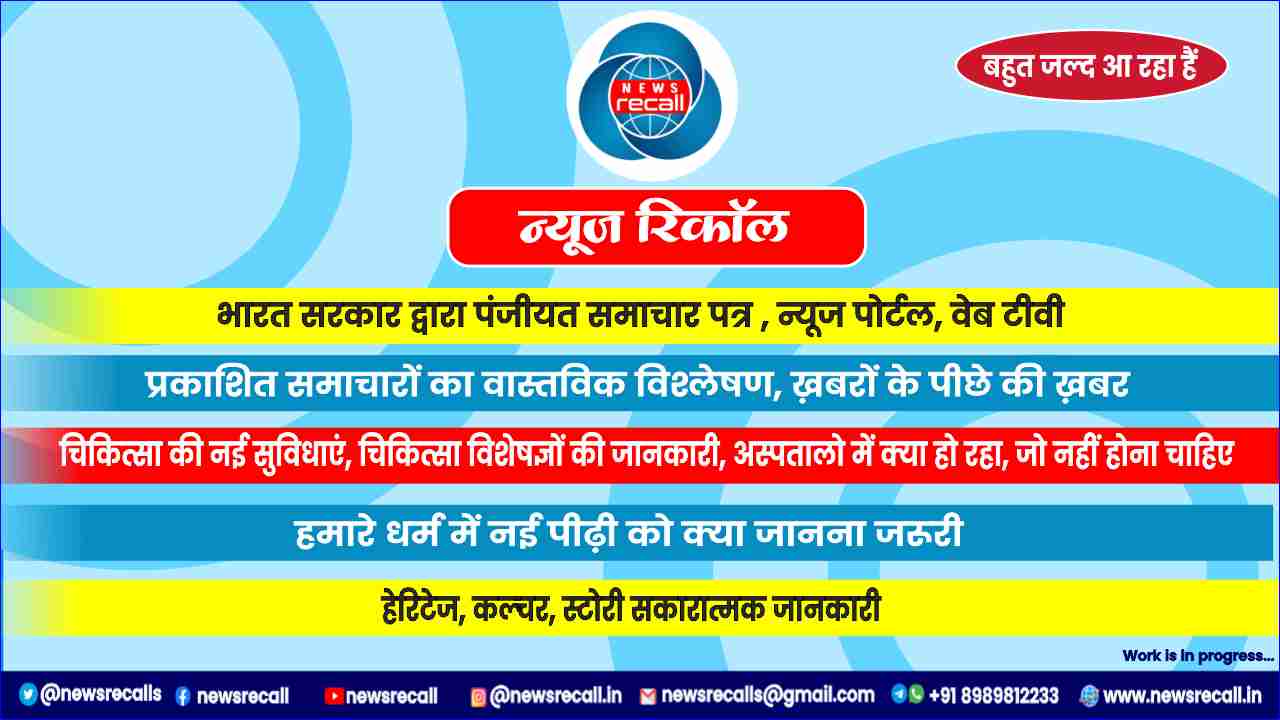 बहुत जल्द आ रहा हैं
NEWS
recall
न्यूज रिकॉल
भारत सरकार द्वारा पंजीयत समाचार पत्र , न्यूज पोर्टल, वेब टीवी
प्रकाशित समाचारों का वास्तविक विश्लेषण, ख़बरों के पीछे की ख़बर
चिकित्सा की नई सुविधाएं, चिकित्सा विशेषज्ञों की जानकारी, अस्पतालो में क्या हो रहा, जो नहीं होना चाहिए
हमारे धर्म में नई पीढ़ी को क्या जानना जरूरी
हेरिटेज, कल्चर, स्टोरी सकारात्मक जानकारी
Work is in progress...
@newsrecalls newsrecall newsrecall @newsrecall.in newsrecalls@gmail.com +91 8989812233 www.newsrecall.in